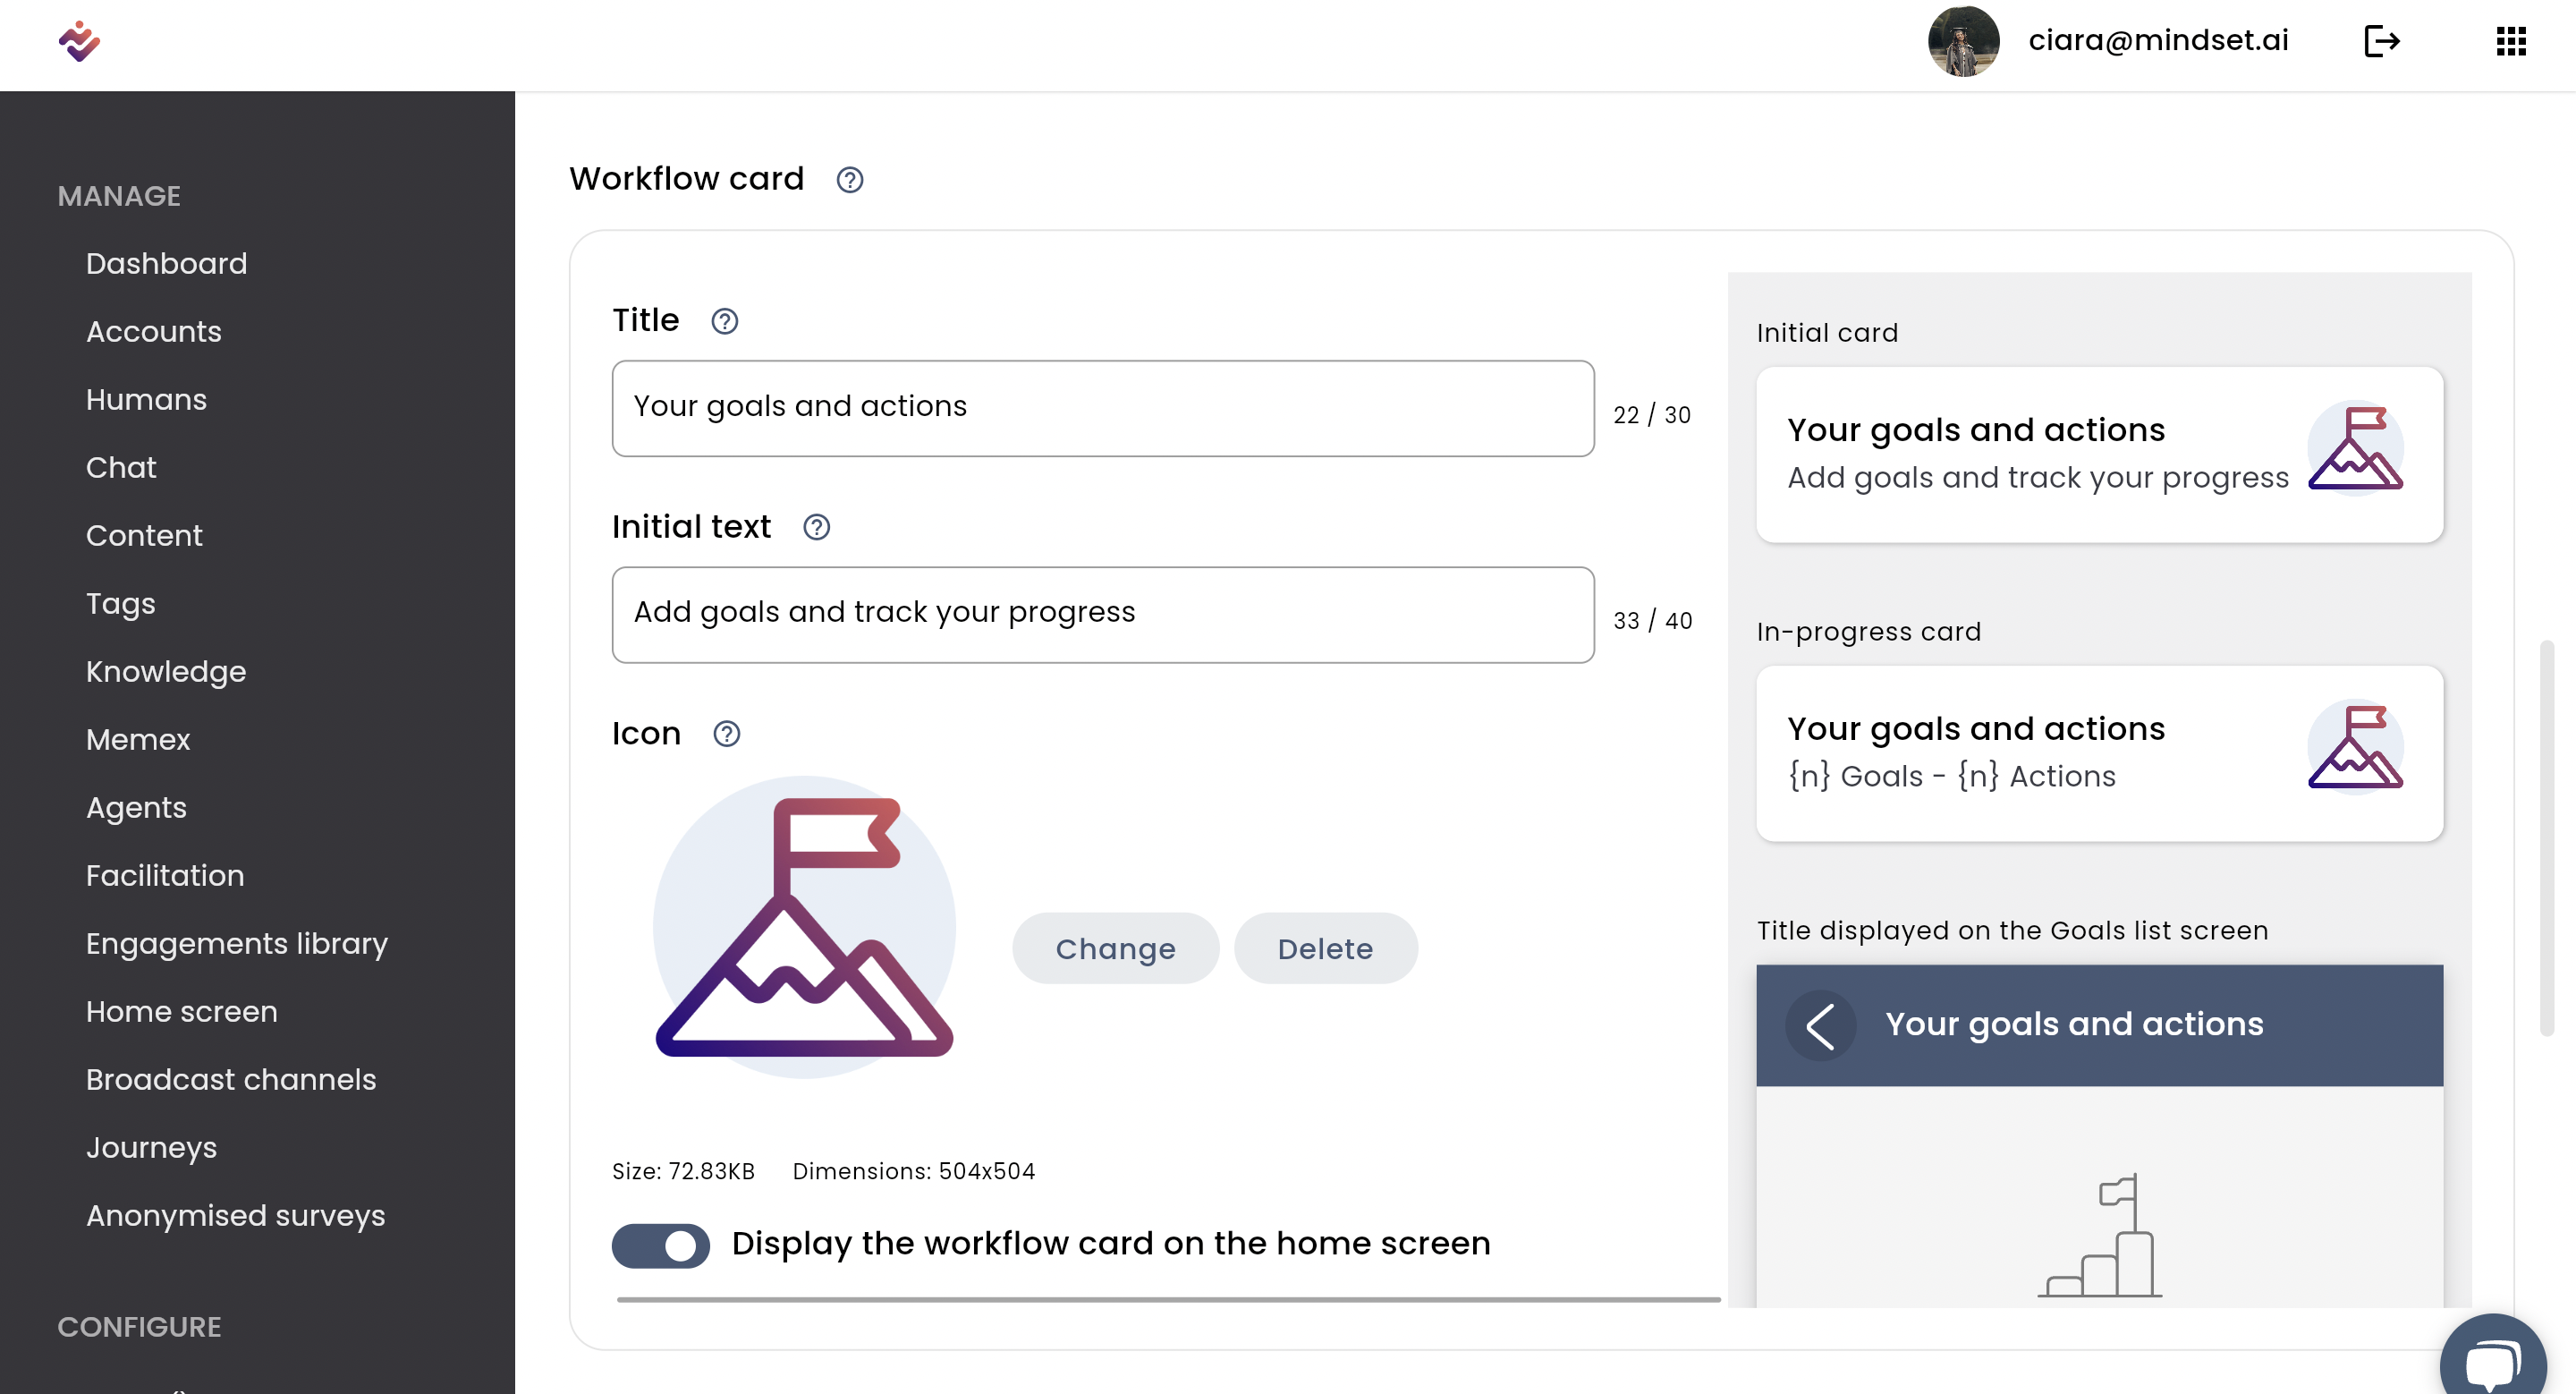 ciara@mindset.ai
MANAGE
Dashboard
Accounts
Humans
Chat
Content
Tags
Knowledge
Memex
Agents
Facilitation
Engagements library
Home screen
Broadcast channels
Journeys
Anonymised surveys
CONFIGURE
Workflow card
Title
Your goals and actions
22 / 30
Initial text
Add goals and track your progress
33 / 40
Icon
Change
Delete
Size: 72.83KB
Dimensions: 504x504
Display the workflow card on the home screen
Initial card
Your goals and actions
Add goals and track your progress
In-progress card
Your goals and actions
{n} Goals - {n} Actions
Title displayed on the Goals list screen
Your goals and actions